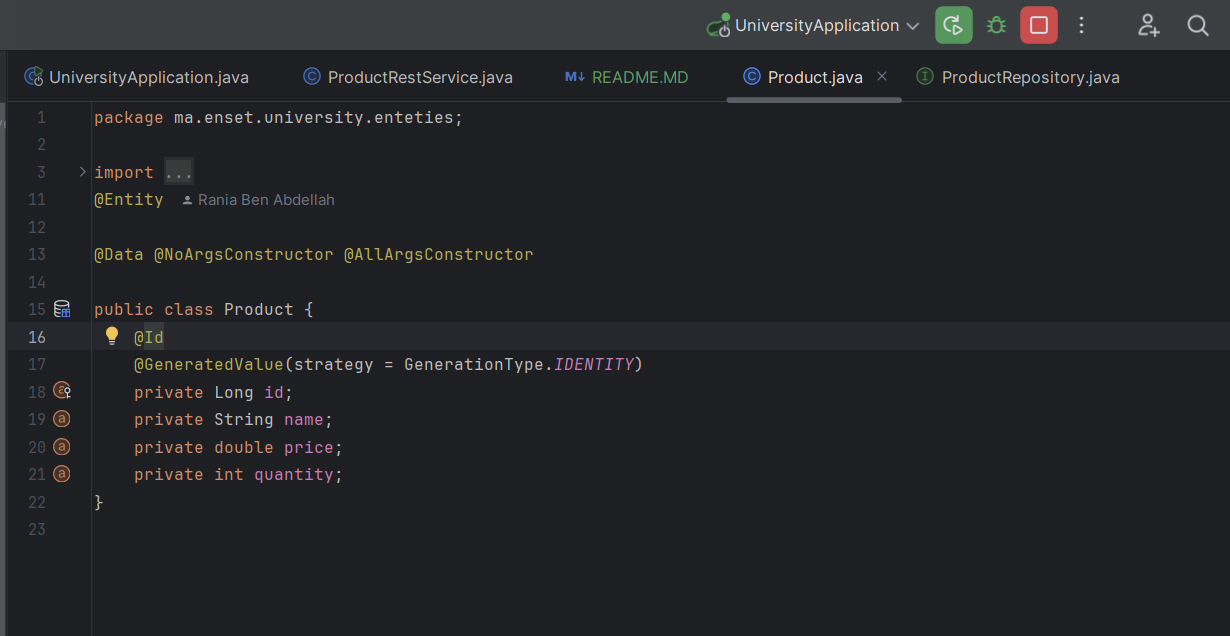 UniversityApplication
UniversityApplication.java ProductRestService.java M↓ README.MD Product.java ProductRepository.java
1 package ma.enset.university.enteties;
2
3 import ...
11 @Entity Rania Ben Abdellah
12
13 @Data @NoArgsConstructor @AllArgsConstructor
14
15 public class Product {
16 @Id
17 @GeneratedValue(strategy = GenerationType.IDENTITY)
18 private Long id;
19 private String name;
20 private double price;
21 private int quantity;
22 }
23